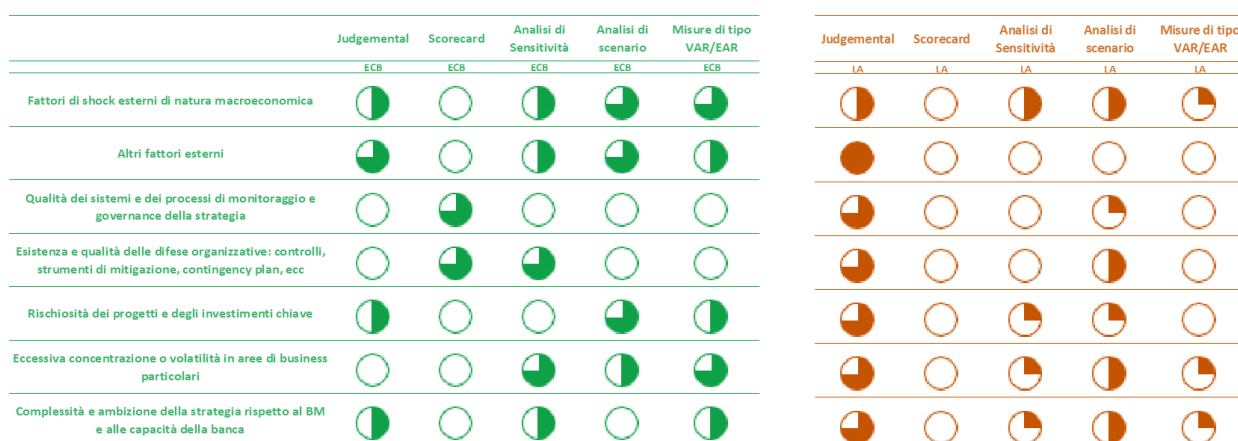 Judgemental Scorecard Analisi di Sensitività Analisi di scenario Misure di tipo VAR/EAR
ECB ECB ECB ECB ECB
Fattori di shock esterni di natura macroeconomica
Altri fattori esterni
Qualità dei sistemi e dei processi di monitoraggio e
governance della strategia
Esistenza e qualità delle difese organizzative: controlli,
strumenti di mitigazione, contingency plan, ecc
Rischiosità dei progetti e degli investimenti chiave
Eccessiva concentrazione o volatilità in aree di business
particolari
Complessità e ambizione della strategia rispetto al BM
e alle capacità della banca
Judgemental Scorecard Analisi di Sensitività Analisi di scenario Misure di tipo VAR/EAR
LA LA LA LA LA